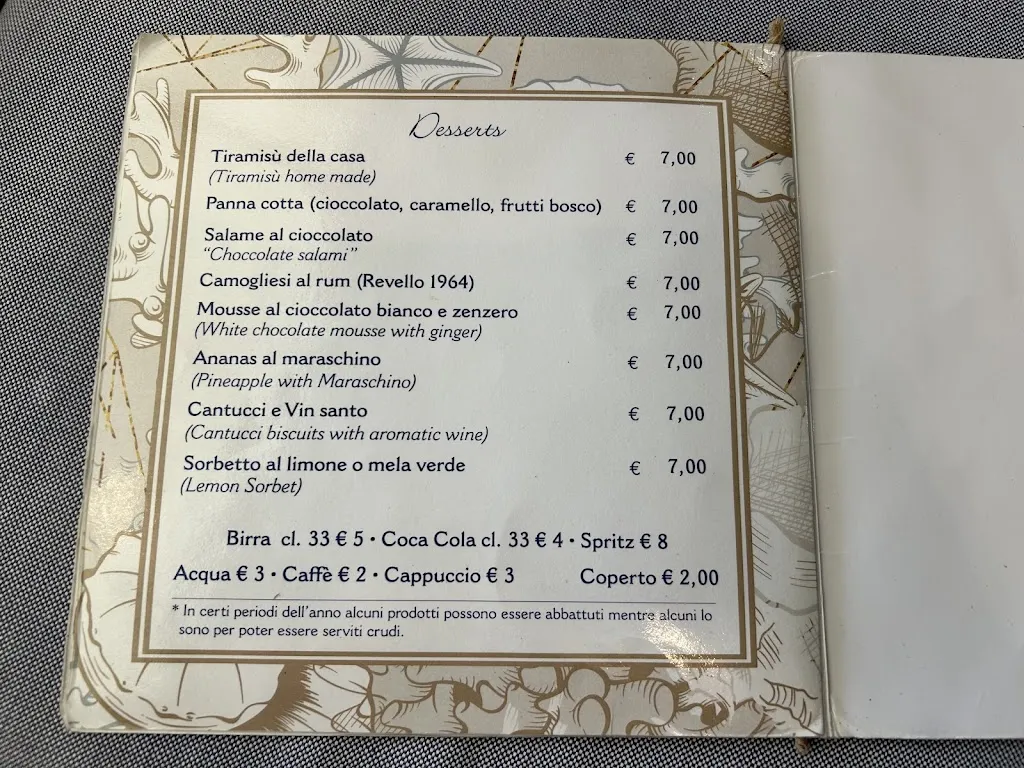 Desserts
Tiramisù della casa € 7,00
(Tiramisù home made)
Panna cotta (cioccolato, caramello, frutti bosco) € 7,00
Salame al cioccolato € 7,00
“Choccolate salami”
Camogliesi al rum (Revello 1964) € 7,00
Mousse al cioccolato bianco e zenzero € 7,00
(White chocolate mousse with ginger)
Ananas al maraschino € 7,00
(Pineapple with Maraschino)
Cantucci e Vin santo € 7,00
(Cantucci biscuits with aromatic wine)
Sorbetto al limone o mela verde € 7,00
(Lemon Sorbet)
Birra cl. 33 € 5 • Coca Cola cl. 33 € 4 • Spritz € 8
Acqua € 3 • Caffè € 2 • Cappuccio € 3 Coperto € 2,00
* In certi periodi dell'anno alcuni prodotti possono essere abbattuti mentre alcuni lo
sono per poter essere serviti crudi.